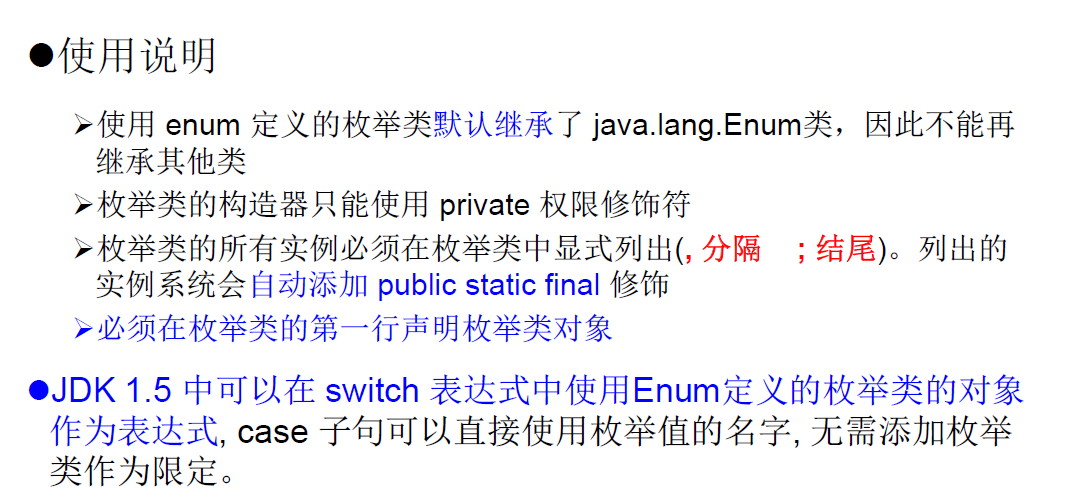 ●使用说明
➢使用 enum 定义的枚举类默认继承了 java.lang.Enum类，因此不能再
继承其他类
➢枚举类的构造器只能使用 private 权限修饰符
➢枚举类的所有实例必须在枚举类中显式列出(, 分隔 ; 结尾)。列出的
实例系统会自动添加 public static final 修饰
➢必须在枚举类的第一行声明枚举类对象
●JDK 1.5 中可以在 switch 表达式中使用Enum定义的枚举类的对象
作为表达式, case 子句可以直接使用枚举值的名字, 无需添加枚举
类作为限定。